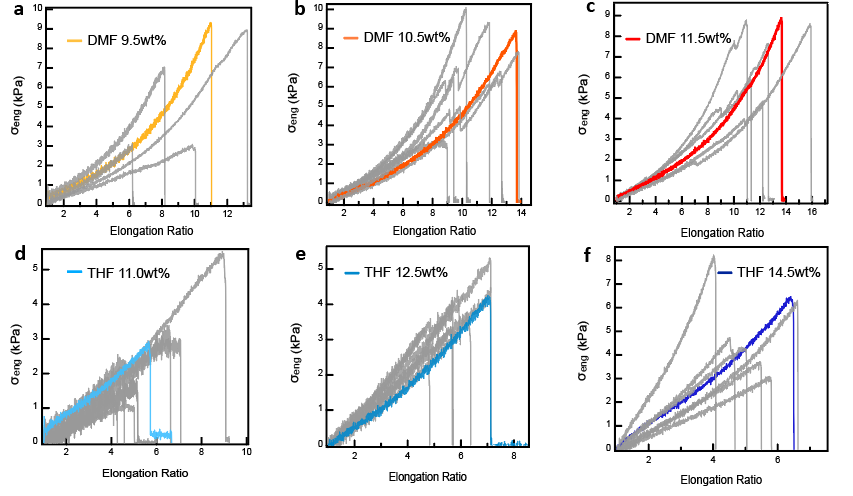 a
DMF 9.5wt%
σeng (kPa)
10
9
8
7
6
5
4
3
2
1
0
2 4 6 8 10 12
Elongation Ratio
b
DMF 10.5wt%
σeng (kPa)
10
9
8
7
6
5
4
3
2
1
0
2 4 6 8 10 12 14
Elongation Ratio
c
DMF 11.5wt%
σeng (kPa)
9
8
7
6
5
4
3
2
1
0
2 4 6 8 10 12 14 16
Elongation Ratio
d
THF 11.0wt%
σeng (kPa)
5
4
3
2
1
0
2 4 6 8 10
Elongation Ratio
e
THF 12.5wt%
σeng (kPa)
5
4
3
2
1
0
2 4 6 8
Elongation Ratio
f
THF 14.5wt%
σeng (kPa)
8
7
6
5
4
3
2
1
0
2 4 6
Elongation Ratio